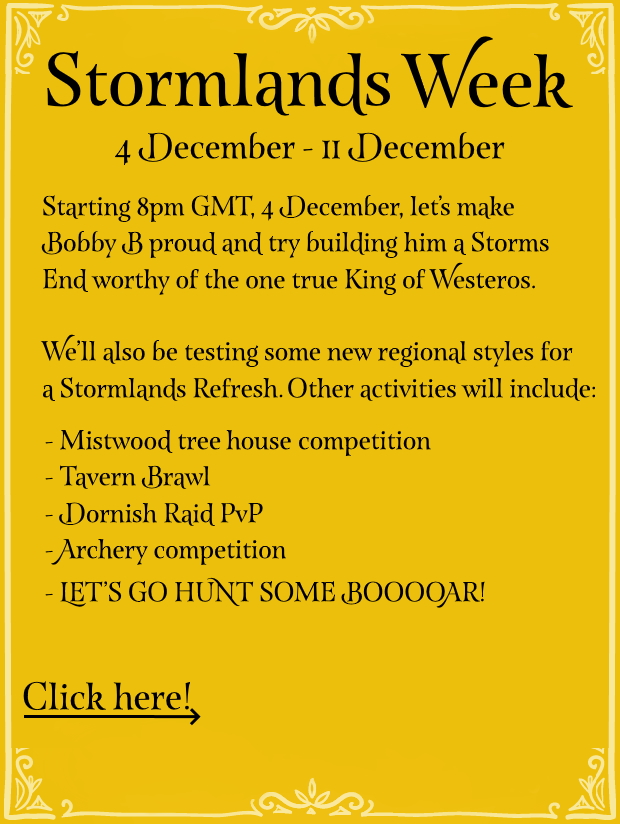 Stormlands Week
4 December - 11 December
Starting 8pm GMT, 4 December, let's make
Bobby B proud and try building him a Storms
End worthy of the one true King of Westeros.
We'll also be testing some new regional styles for
a Stormlands Refresh. Other activities will include:
- Mistwood tree house competition
- Tavern Brawl
- Dornish Raid PvP
- Archery competition
- LET'S GO HUNT SOME BOOOOAR!
Click here!